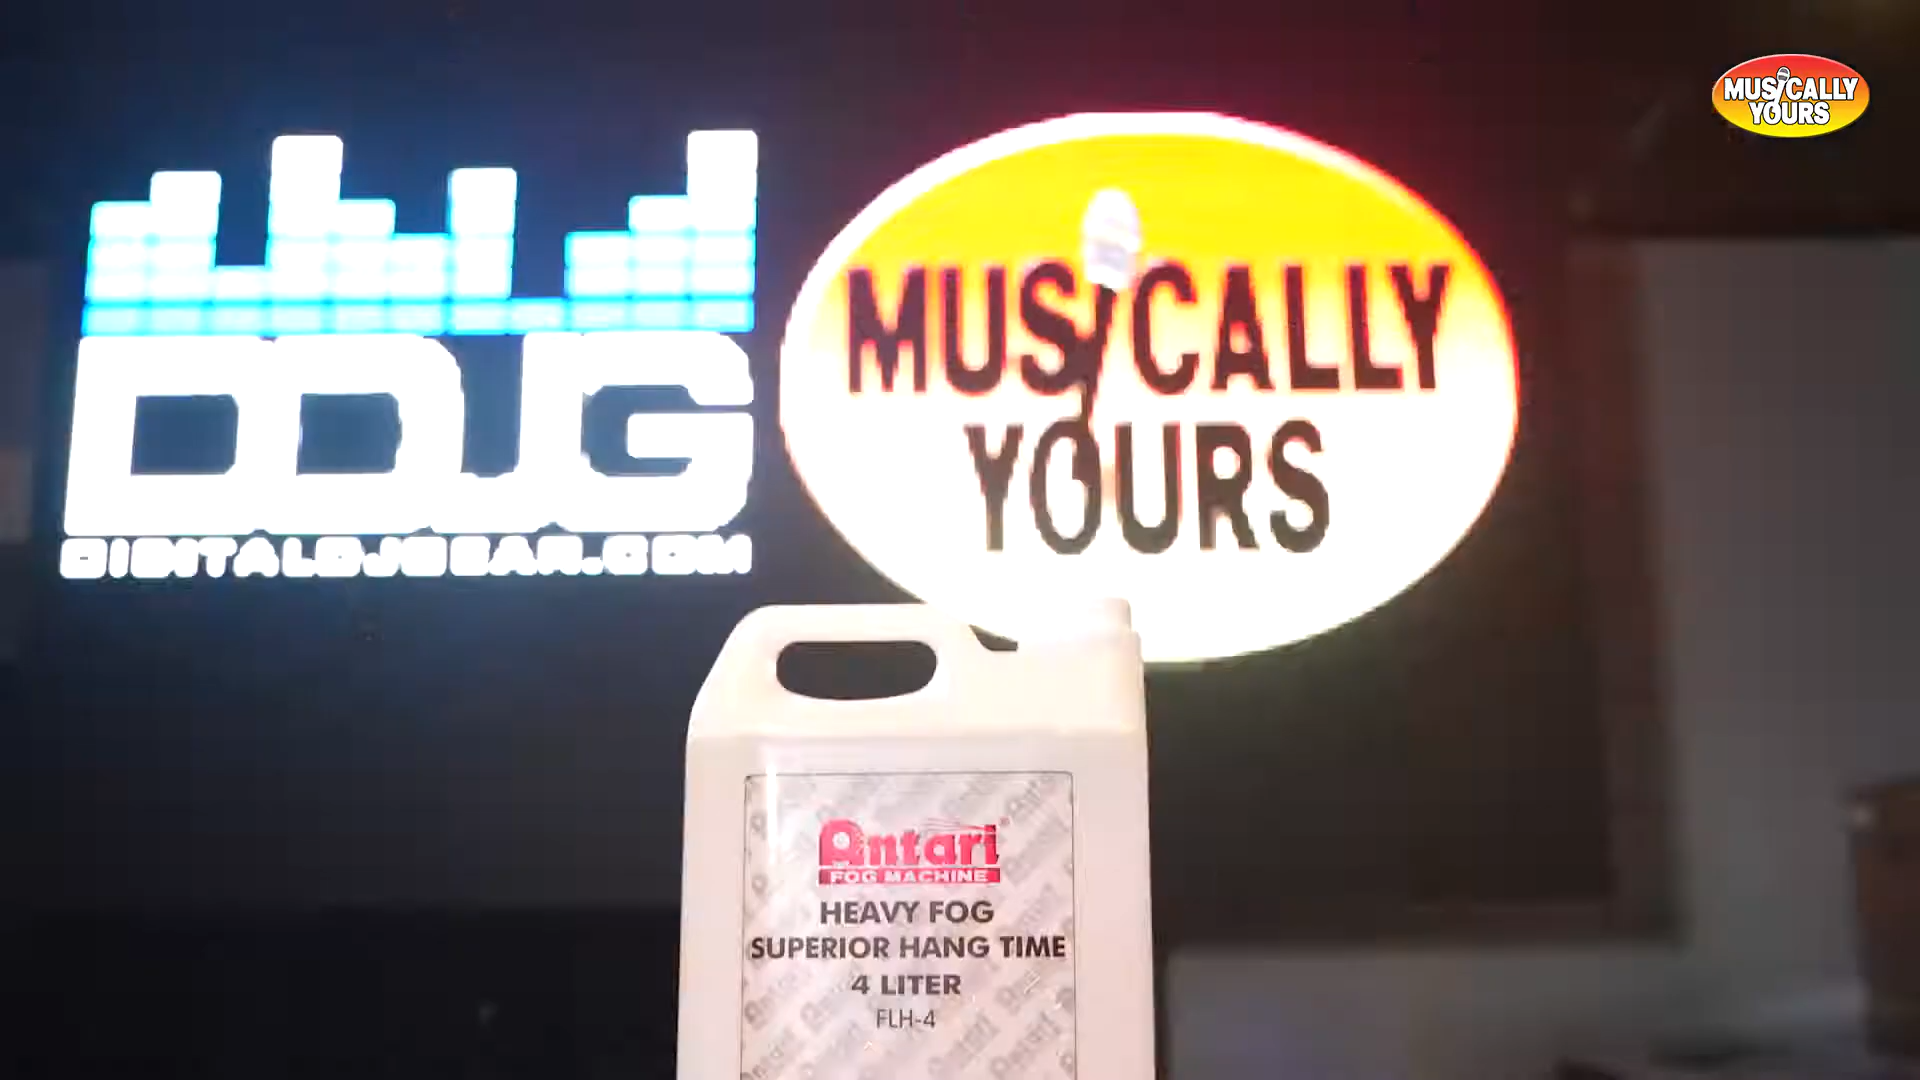 MUSICALLY
YOURS
DDJG
DIGITALDJGEAR.COM
MUSICALLY
YOURS
Antari®
FOG MACHINE
HEAVY FOG
SUPERIOR HANG TIME
4 LITER
FLH-4